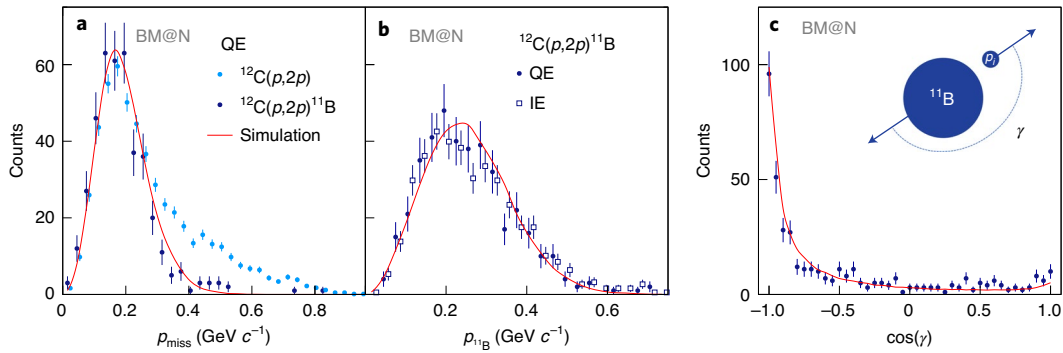 a
BM@N
QE
¹²C(p,2p)
¹²C(p,2p)¹¹B
Simulation
Counts
60
40
20
0
0
0.2
0.4
0.6
0.8
p_miss (GeV c⁻¹)
b
BM@N
¹²C(p,2p)¹¹B
QE
IE
0.2
0.4
0.6
p_¹¹B (GeV c⁻¹)
c
BM@N
¹¹B
p_i
γ
Counts
100
50
0
−1.0
−0.5
0
0.5
1.0
cos(γ)